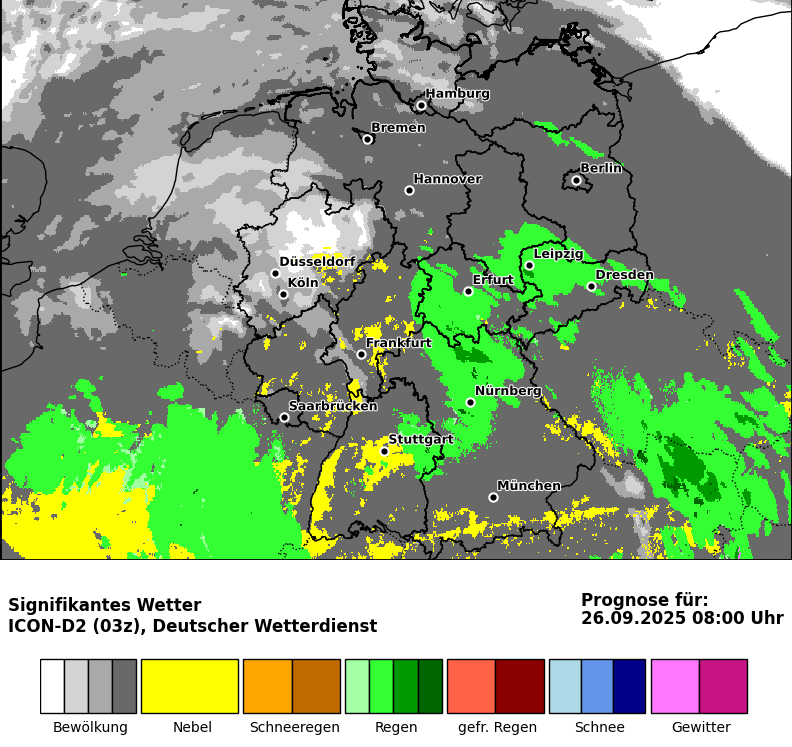 Hamburg
Bremen
Berlin
Hannover
Leipzig
Düsseldorf
Dresden
Erfurt
Köln
Frankfurt
Nürnberg
Saarbrücken
Stuttgart
München
Signifikantes Wetter
ICON-D2 (03z), Deutscher Wetterdienst
Prognose für:
26.09.2025 08:00 Uhr
Bewölkung Nebel Schneeregen Regen gefr. Regen Schnee Gewitter